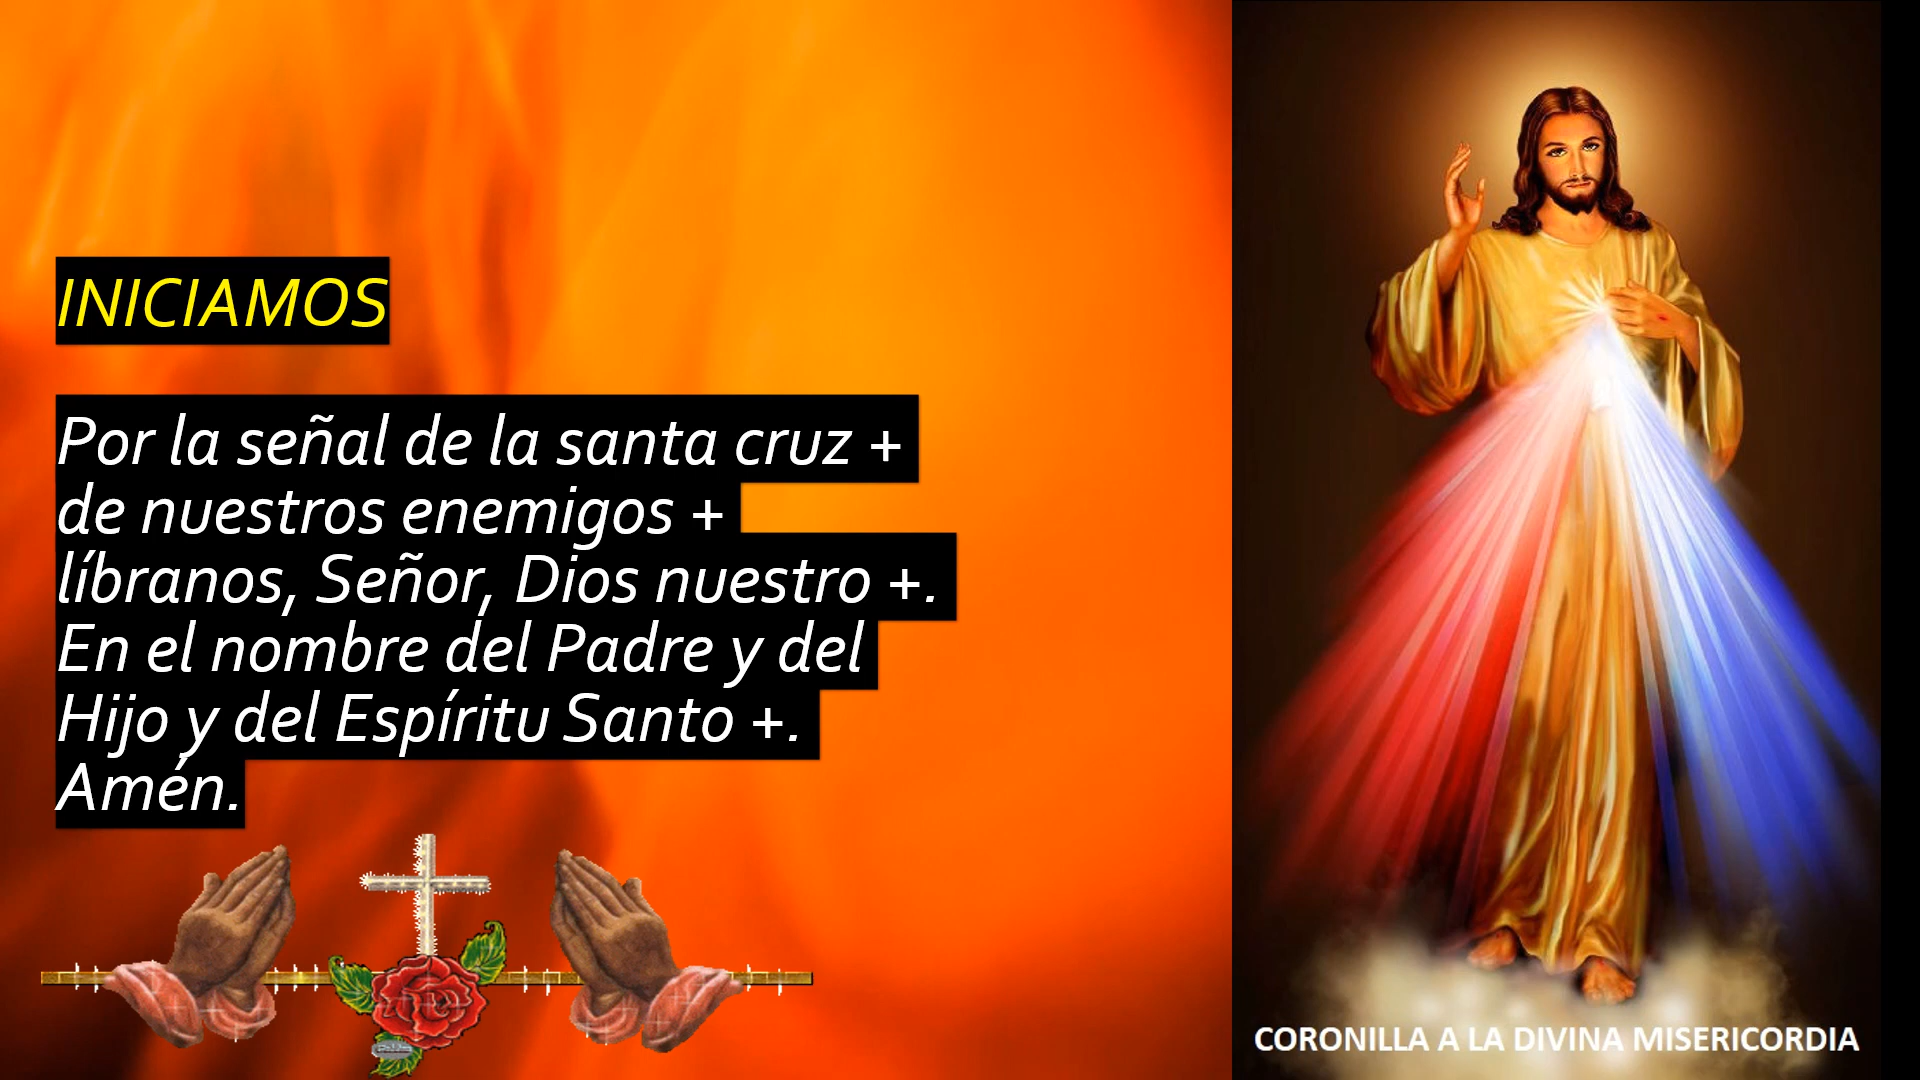 INICIAMOS
Por la señal de la santa cruz +
de nuestros enemigos +
líbranos, Señor, Dios nuestro +.
En el nombre del Padre y del
Hijo y del Espíritu Santo +.
Amén.
CORONILLA A LA DIVINA MISERICORDIA